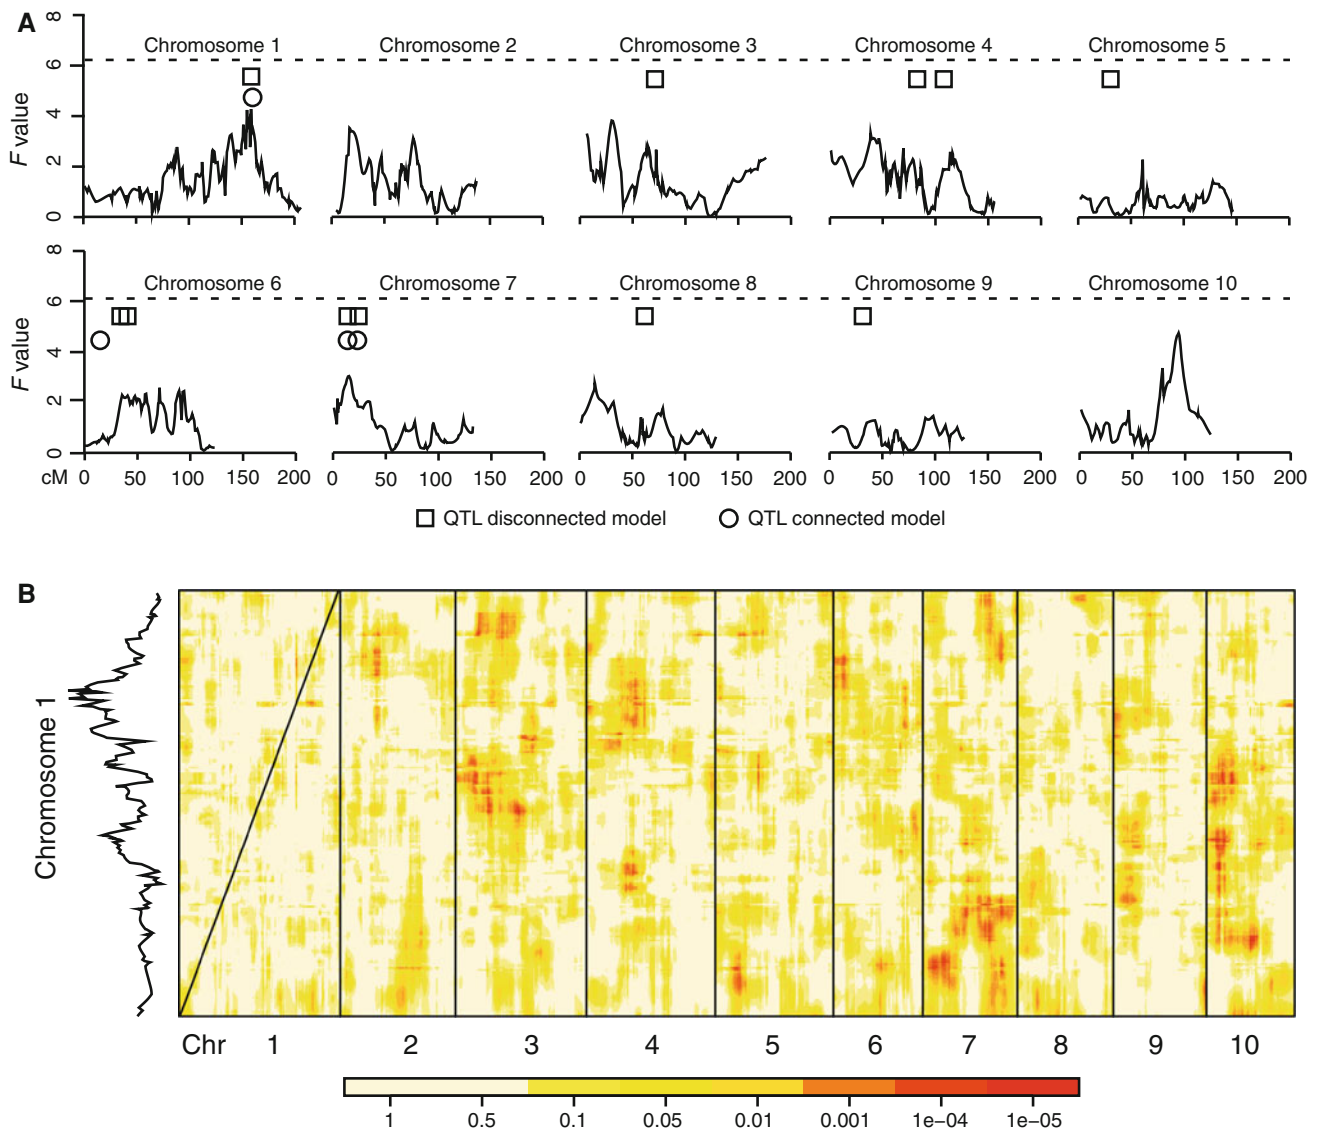 A
8
6
4
2
0
F value
Chromosome 1
Chromosome 2
Chromosome 3
Chromosome 4
Chromosome 5
8
6
4
2
0
F value
Chromosome 6
Chromosome 7
Chromosome 8
Chromosome 9
Chromosome 10
cM 0 50 100 150 200 0 50 100 150 200 0 50 100 150 200 0 50 100 150 200 0 50 100 150 200
QTL disconnected model QTL connected model
B
Chromosome 1
Chr 1 2 3 4 5 6 7 8 9 10
1 0.5 0.1 0.05 0.01 0.001 1e-04 1e-05